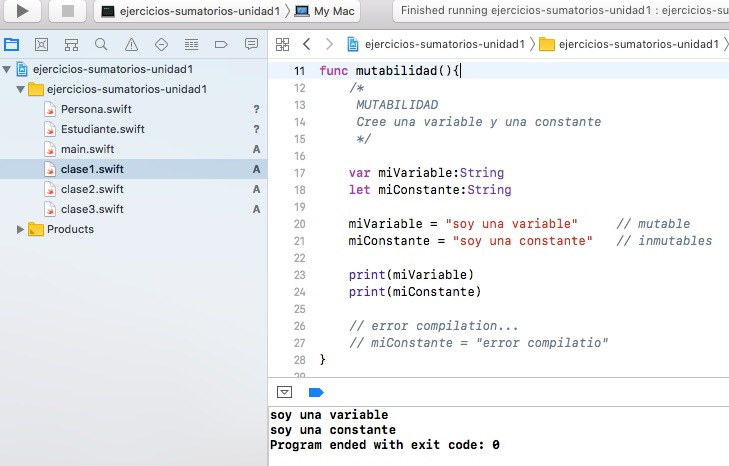 ejercicios-sumatorios-unidad1 〉 My Mac
Finished running ejercicios-sumatorios-unidad1 : ejercicios-su
ejercicios-sumatorios-unidad1 〉 ejercicios-sumatorios-unidad1 〉
ejercicios-sumatorios-unidad1
ejercicios-sumatorios-unidad1
Persona.swift ?
Estudiante.swift ?
main.swift A
clase1.swift A
clase2.swift A
clase3.swift A
Products
11 func mutabilidad(){
12 /*
13 MUTABILIDAD
14 Cree una variable y una constante
15 */
16
17 var miVariable:String
18 let miConstante:String
19
20 miVariable = "soy una variable" // mutable
21 miConstante = "soy una constante" // inmutables
22
23 print(miVariable)
24 print(miConstante)
25
26 // error compilation...
27 // miConstante = "error compilatio"
28 }
29
soy una variable
soy una constante
Program ended with exit code: 0